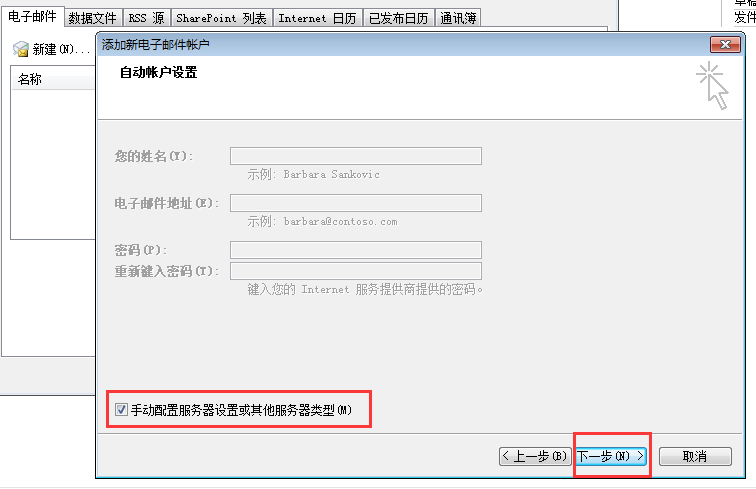 电子邮件 数据文件 RSS 源 SharePoint 列表 Internet 日历 已发布日历 通讯簿
新建(N)...
名称
发件
添加新电子邮件帐户
自动帐户设置
您的姓名(Y):
示例: Barbara Sankovic
电子邮件地址(E):
示例: barbara@contoso.com
密码(P):
重新键入密码(T):
键入您的 Internet 服务提供商提供的密码。
手动配置服务器设置或其他服务器类型(M)
< 上一步(B) 下一步(N) > 取消